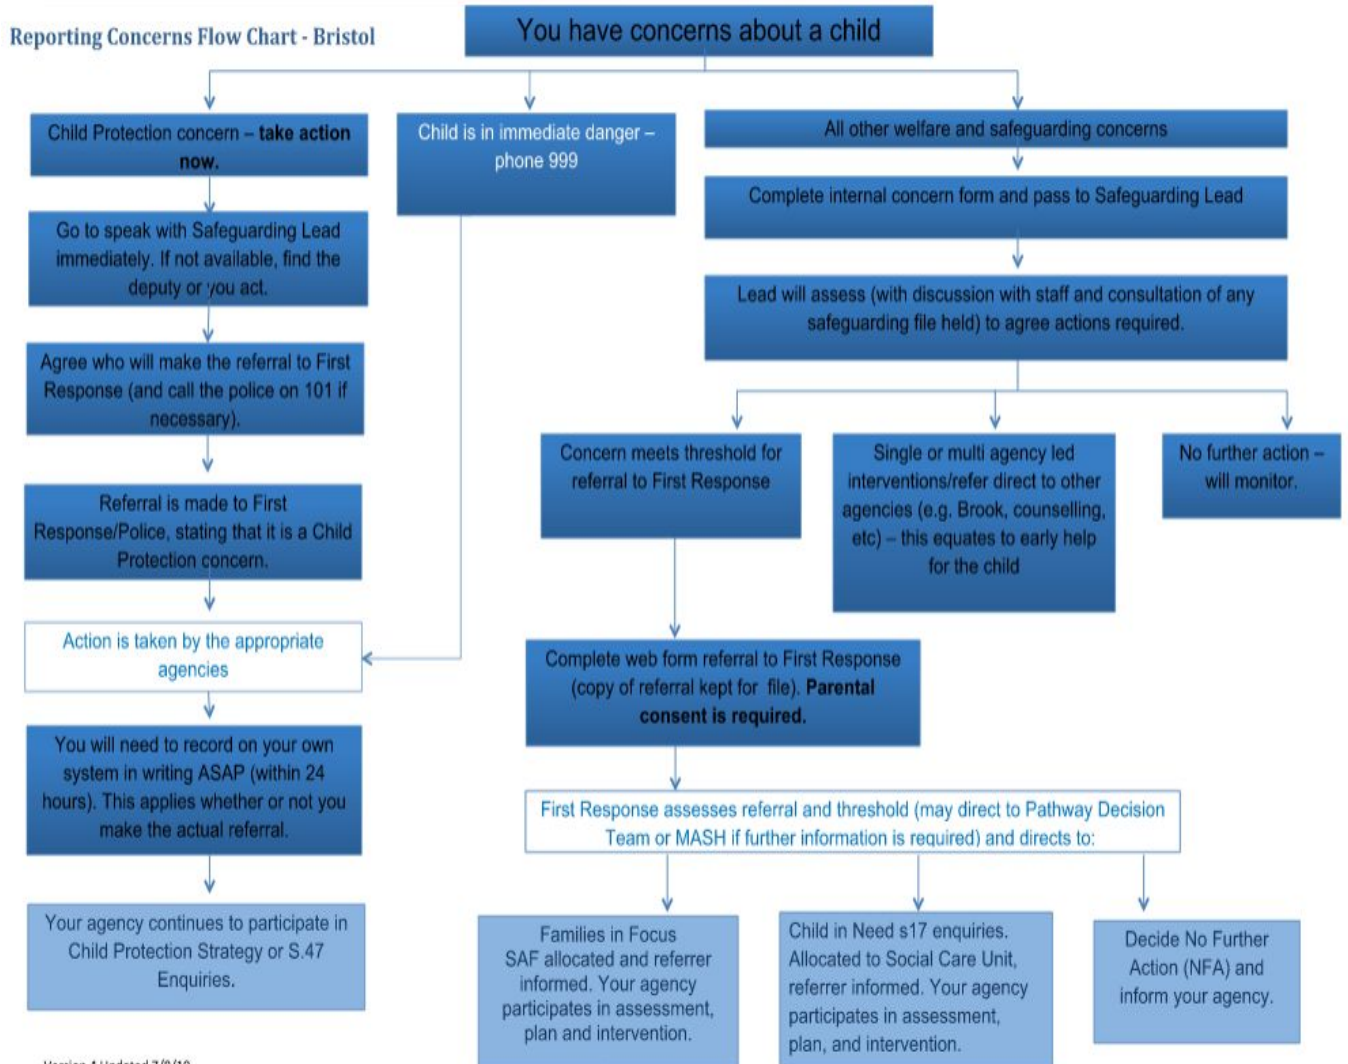 Reporting Concerns Flow Chart - Bristol
You have concerns about a child
Child Protection concern – take action
now.
Go to speak with Safeguarding Lead
immediately. If not available, find the
deputy or you act.
Agree who will make the referral to First
Response (and call the police on 101 if
necessary).
Referral is made to First
Response/Police, stating that it is a Child
Protection concern.
Action is taken by the appropriate
agencies
You will need to record on your own
system in writing ASAP (within 24
hours). This applies whether or not you
make the actual referral.
Your agency continues to participate in
Child Protection Strategy or S.47
Enquiries.
Child is in immediate danger –
phone 999
All other welfare and safeguarding concerns
Complete internal concern form and pass to Safeguarding Lead
Lead will assess (with discussion with staff and consultation of any
safeguarding file held) to agree actions required.
Concern meets threshold for
referral to First Response
Single or multi agency led
interventions/refer direct to other
agencies (e.g. Brook, counselling,
etc) – this equates to early help
for the child
No further action –
will monitor.
Complete web form referral to First Response
(copy of referral kept for file). Parental
consent is required.
First Response assesses referral and threshold (may direct to Pathway Decision
Team or MASH if further information is required) and directs to:
Families in Focus
SAF allocated and referrer
informed. Your agency
participates in assessment,
plan and intervention.
Child in Need s17 enquiries.
Allocated to Social Care Unit,
referrer informed. Your agency
participates in assessment,
plan, and intervention.
Decide No Further
Action (NFA) and
inform your agency.